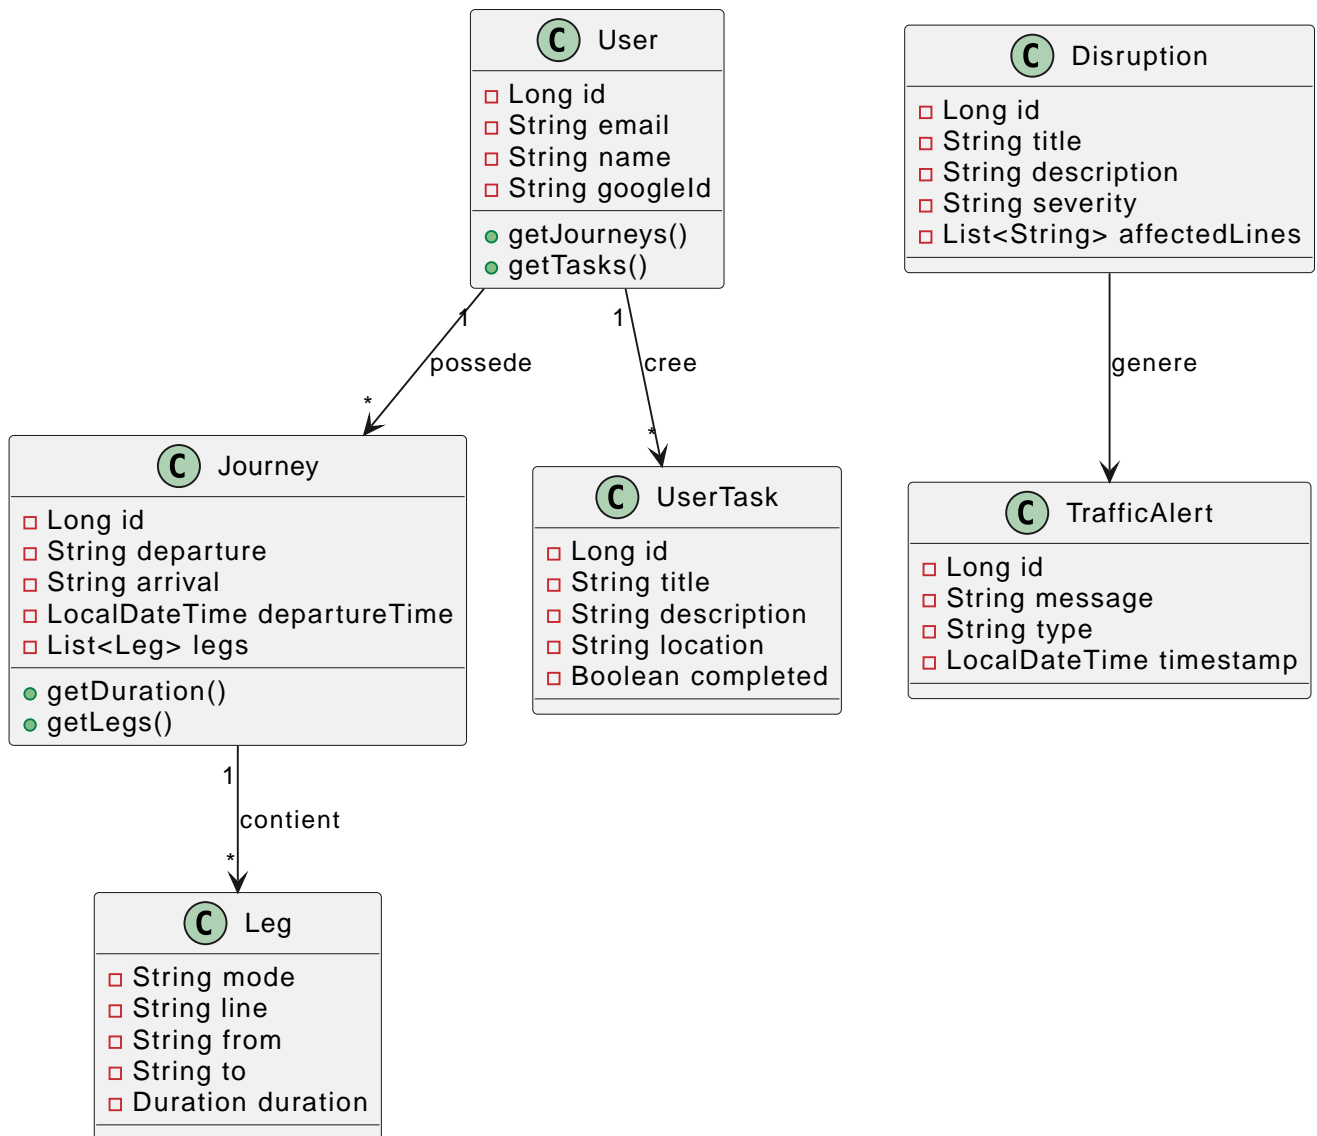 C User
Long id
String email
String name
String googleId
getJourneys()
getTasks()
C Disruption
Long id
String title
String description
String severity
List<String> affectedLines
1
possede
*
1
cree
*
genere
C Journey
Long id
String departure
String arrival
LocalDateTime departureTime
List<Leg> legs
getDuration()
getLegs()
C UserTask
Long id
String title
String description
String location
Boolean completed
C TrafficAlert
Long id
String message
String type
LocalDateTime timestamp
1
contient
*
C Leg
String mode
String line
String from
String to
Duration duration